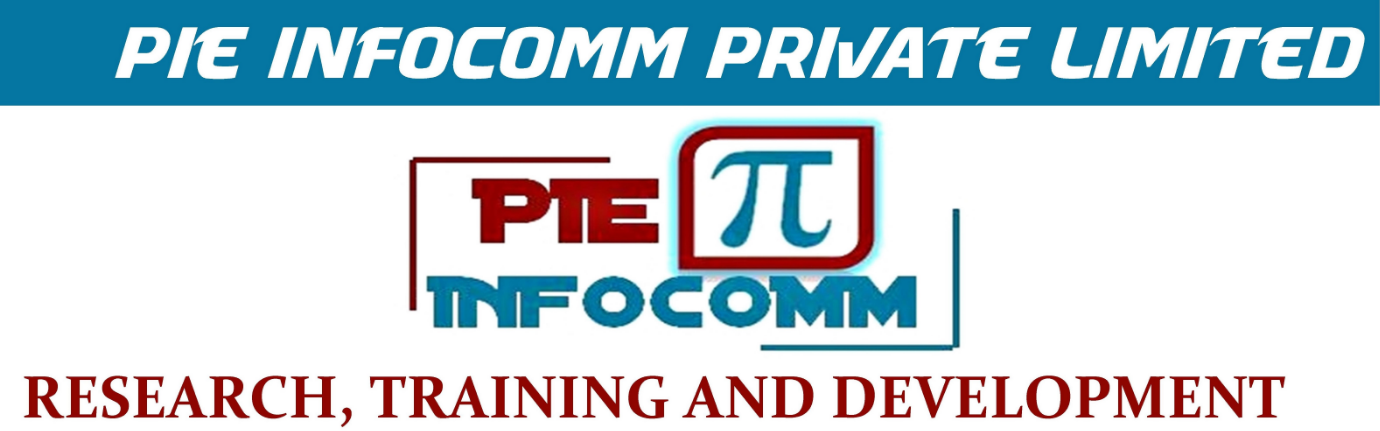 PIE INFOCOMM PRIVATE LIMITED
PIE π
INFOCOMM
RESEARCH, TRAINING AND DEVELOPMENT